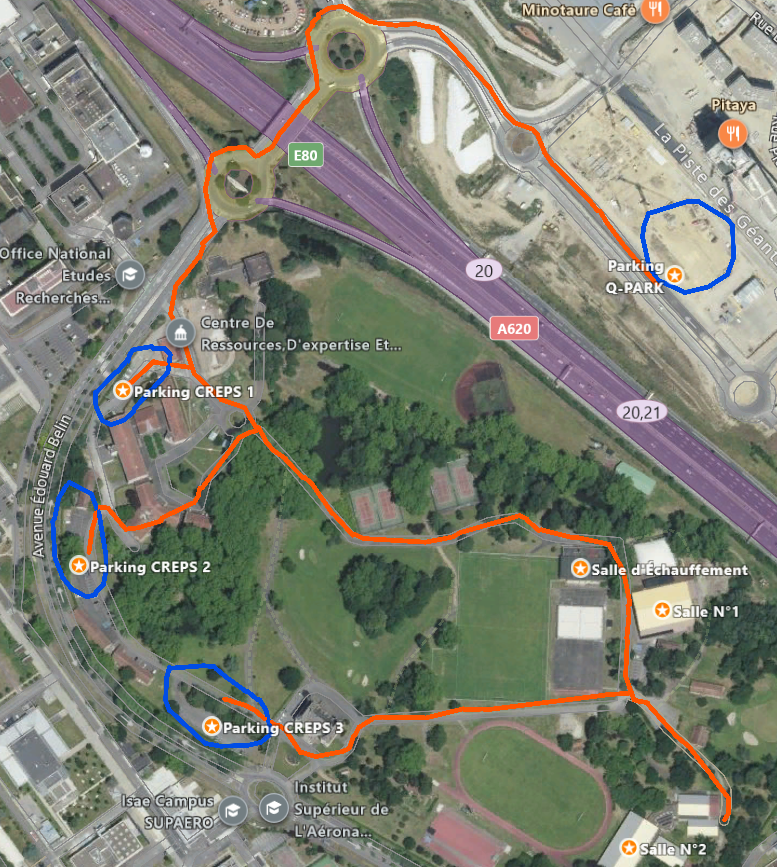 Minotaure Café
Pitaya
La Piste des Géants
E80
Office National
Etudes
Recherches...
20
Parking
Q-PARK
Centre De
Ressources,D'expertise Et...
A620
Parking CREPS 1
20,21
Avenue Édouard Belin
Parking CREPS 2
Salle d'Échauffement
Salle N°1
Parking CREPS 3
Isae Campus
SUPAERO
Institut
Supérieur de
L'Aérona...
Salle N°2